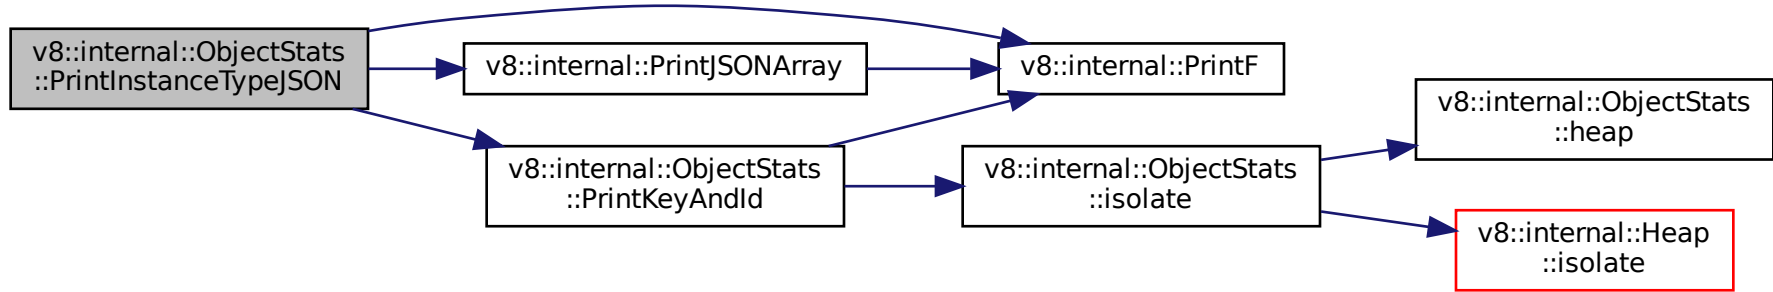 v8::internal::ObjectStats
::PrintInstanceTypeJSON
v8::internal::PrintJSONArray
v8::internal::PrintF
v8::internal::ObjectStats
::PrintKeyAndId
v8::internal::ObjectStats
::isolate
v8::internal::ObjectStats
::heap
v8::internal::Heap
::isolate